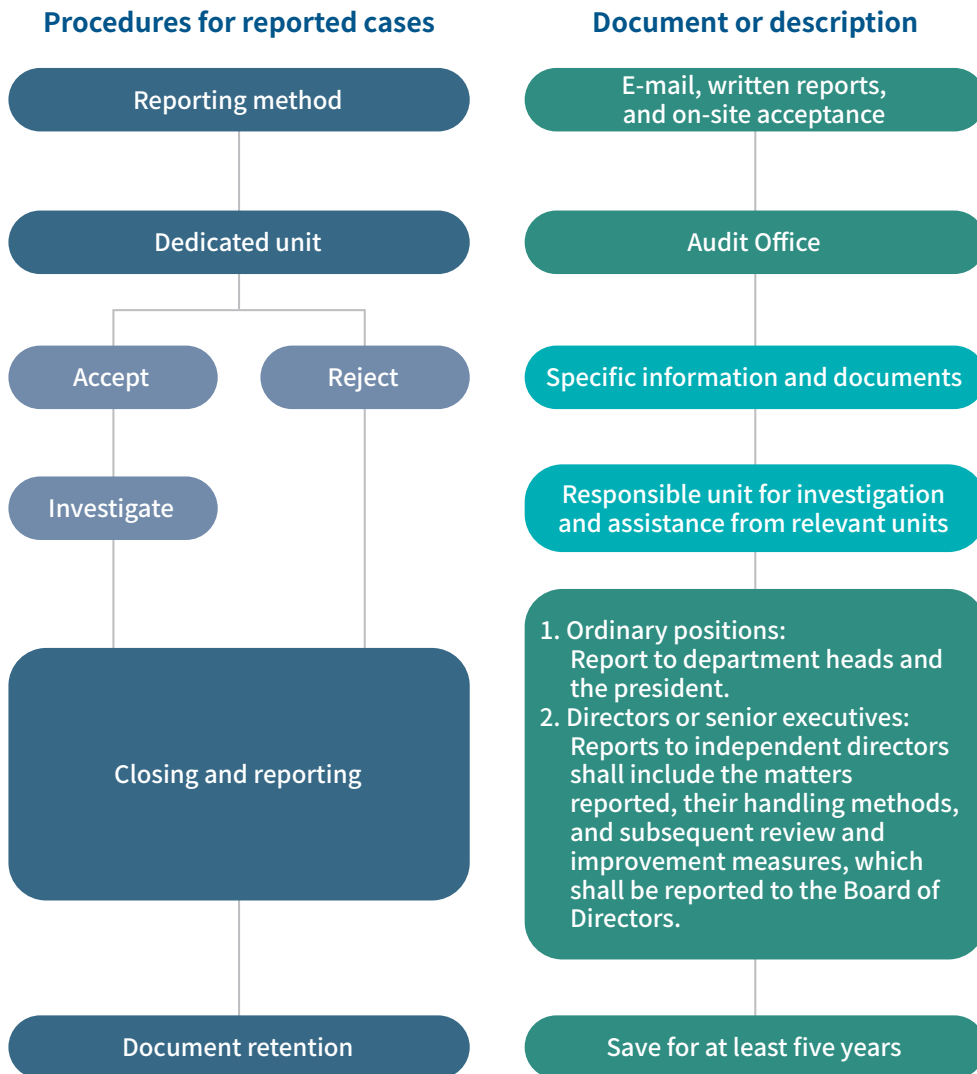 Procedures for reported cases
Document or description
Reporting method
E-mail, written reports,
and on-site acceptance
Dedicated unit
Audit Office
Accept
Reject
Specific information and documents
Investigate
Responsible unit for investigation
and assistance from relevant units
Closing and reporting
1. Ordinary positions:
Report to department heads and
the president.
2. Directors or senior executives:
Reports to independent directors
shall include the matters
reported, their handling methods,
and subsequent review and
improvement measures, which
shall be reported to the Board of
Directors.
Document retention
Save for at least five years